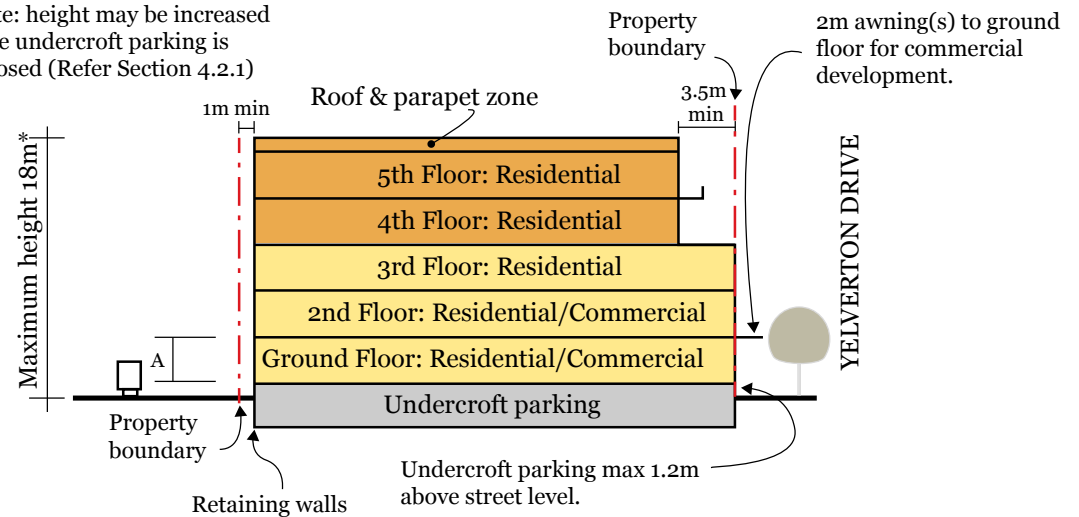 te: height may be increased
e undercroft parking is
osed (Refer Section 4.2.1)
Property
boundary
2m awning(s) to ground
floor for commercial
development.
1m min
Roof & parapet zone
3.5m
min
Maximum height 18m*
5th Floor: Residential
4th Floor: Residential
3rd Floor: Residential
2nd Floor: Residential/Commercial
A
Ground Floor: Residential/Commercial
Undercroft parking
YELVERTON DRIVE
Property
boundary
Retaining walls
Undercroft parking max 1.2m
above street level.